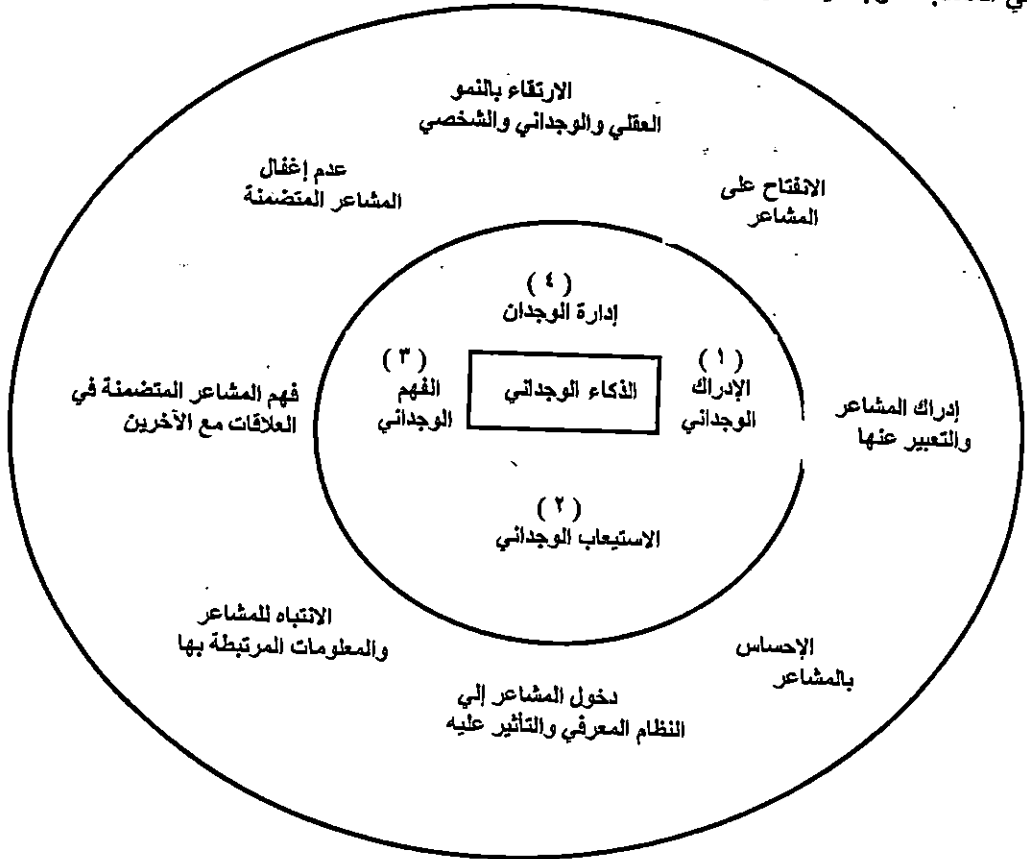 الارتقاء بالنمو
العقلي والوجداني والشخصي
عدم إغفال
المشاعر المتضمنة
الانفتاح على
المشاعر
( ٤ )
إدارة الوجدان
( ١ )
الإدراك
الوجداني
الذكاء الوجداني
( ٣ )
الفهم
الوجداني
إدراك المشاعر
والتعبير عنها
فهم المشاعر المتضمنة في
العلاقات مع الآخرين
( ٢ )
الاستيعاب الوجداني
الإحساس
بالمشاعر
الانتباه للمشاعر
والمعلومات المرتبطة بها
دخول المشاعر إلي
النظام المعرفي والتأثير عليه